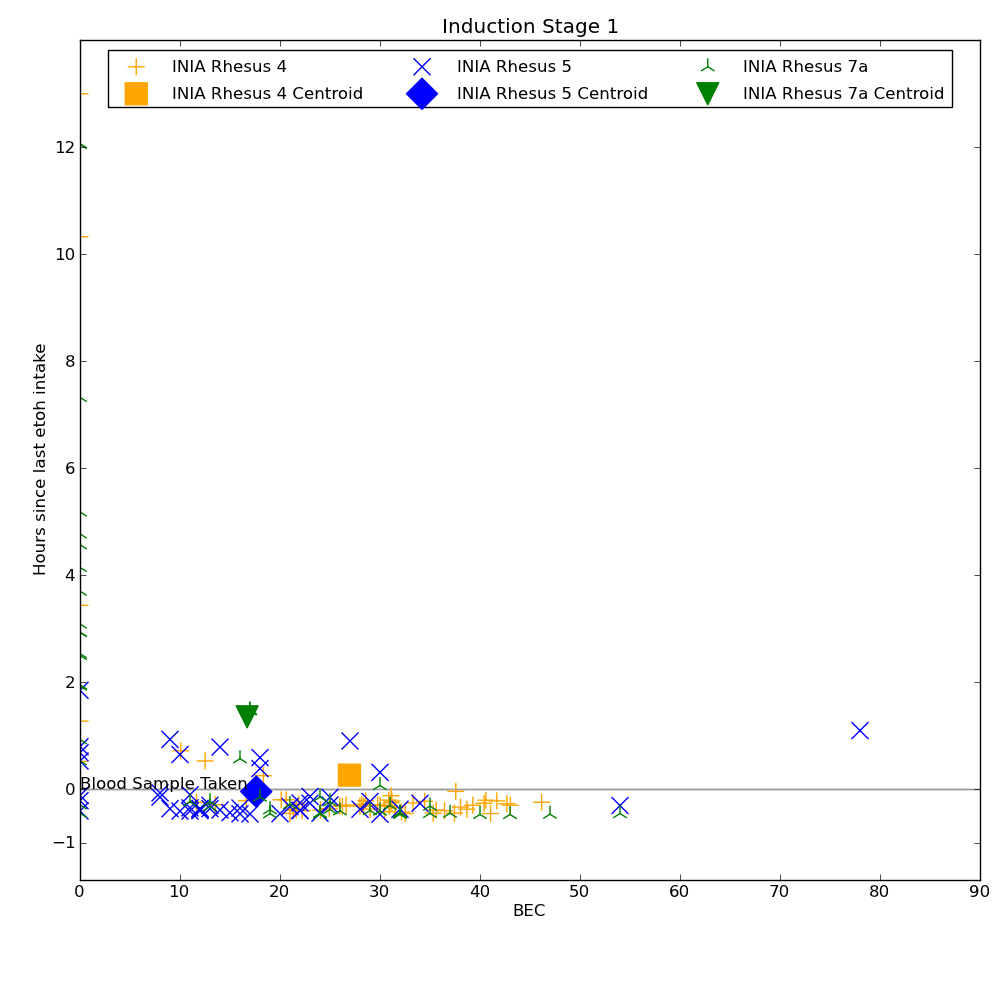 Induction Stage 1
INIA Rhesus 4
INIA Rhesus 5
INIA Rhesus 7a
INIA Rhesus 4 Centroid
INIA Rhesus 5 Centroid
INIA Rhesus 7a Centroid
12
10
8
6
4
2
0
−1
Hours since last etoh intake
Blood Sample Taken
0 10 20 30 40 50 60 70 80 90
BEC